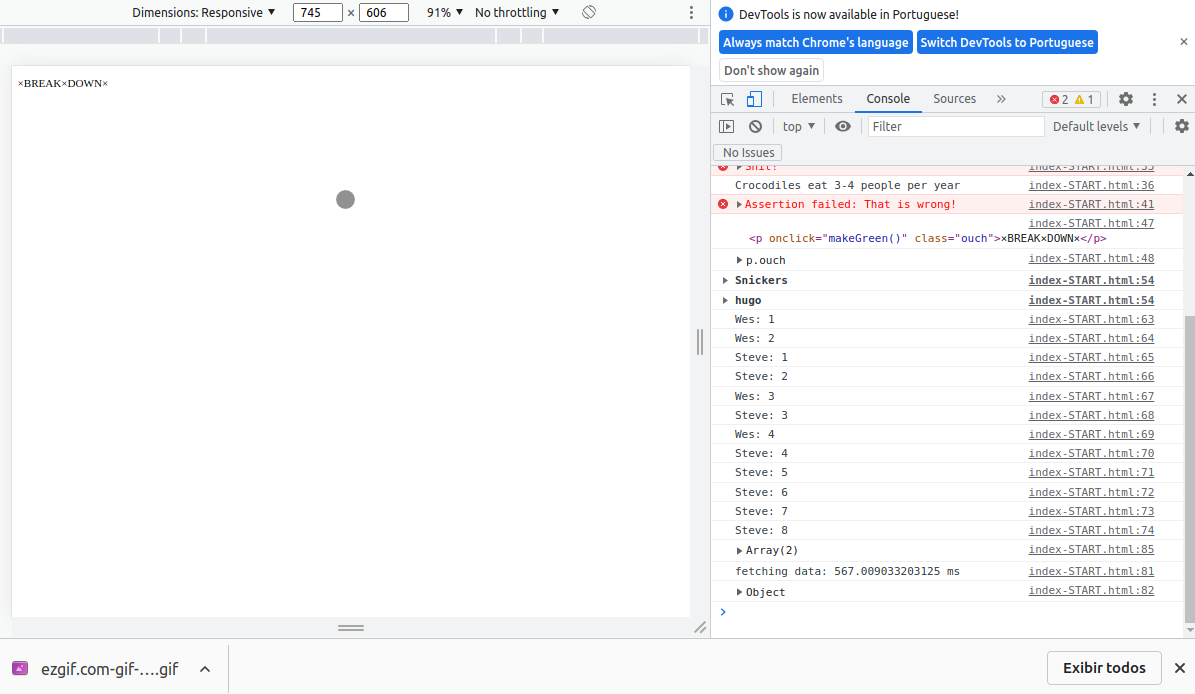 Dimensions: Responsive ▼ 745 × 606 91% ▼ No throttling ▼
×BREAK×DOWN×
DevTools is now available in Portuguese!
Always match Chrome's language Switch DevTools to Portuguese
Don't show again
Elements Console Sources » 2 1
top ▼ Filter Default levels ▼
No Issues
Shit! index-START.html:35
Crocodiles eat 3-4 people per year index-START.html:36
Assertion failed: That is wrong! index-START.html:41
index-START.html:47
<p onclick="makeGreen()" class="ouch">×BREAK×DOWN×</p>
p.ouch index-START.html:48
Snickers index-START.html:54
hugo index-START.html:54
Wes: 1 index-START.html:63
Wes: 2 index-START.html:64
Steve: 1 index-START.html:65
Steve: 2 index-START.html:66
Wes: 3 index-START.html:67
Steve: 3 index-START.html:68
Wes: 4 index-START.html:69
Steve: 4 index-START.html:70
Steve: 5 index-START.html:71
Steve: 6 index-START.html:72
Steve: 7 index-START.html:73
Steve: 8 index-START.html:74
Array(2) index-START.html:85
fetching data: 567.009033203125 ms index-START.html:81
Object index-START.html:82
ezgif.com-gif-....gif
Exibir todos